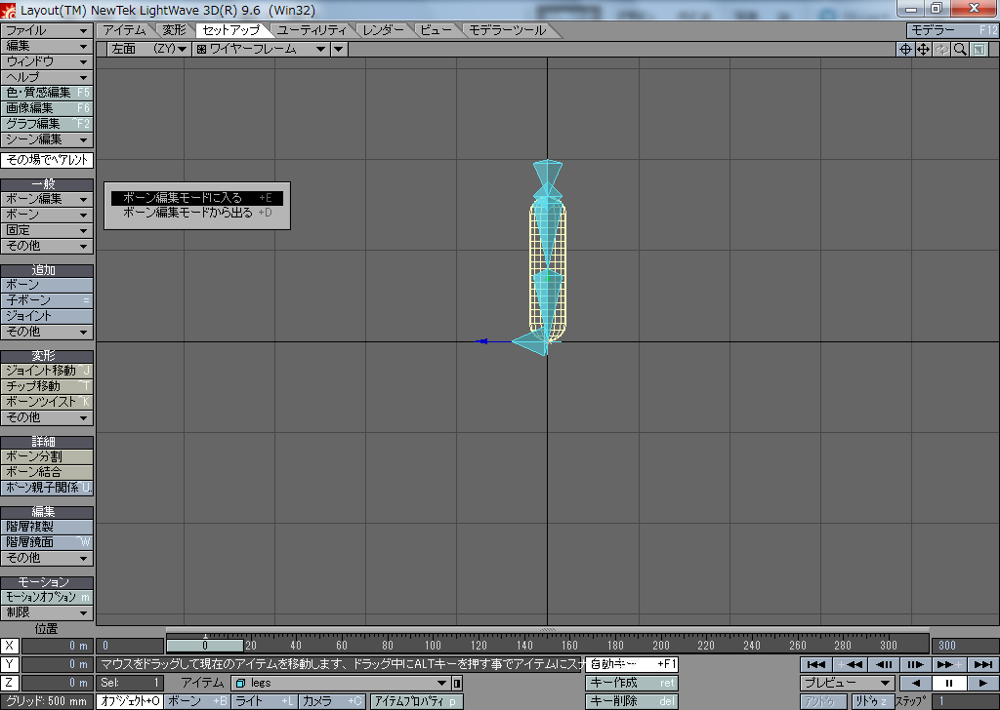 Layout(TM) NewTek LightWave 3D(R) 9.6 (Win32)
ファイル
編集
ウィンドウ
ヘルプ
色・質感編集 F5
画像編集 F6
グラフ編集 ^F2
シーン編集
その場でペアレント
アイテム 変形 セットアップ ユーティリティ レンダー ビュー モデラーツール
モデラー F12
左面 (ZY) ワイヤーフレーム
一般
ボーン編集
ボーン
固定
その他
ボーン編集モードに入る +E
ボーン編集モードから出る +D
追加
ボーン
子ボーン =
ジョイント
その他
変形
ジョイント移動 ^J
チップ移動 ^T
ボーンツイスト ^K
その他
詳細
ボーン分割
ボーン結合
ボーン親子関係 U
編集
階層複製
階層鏡面 ^W
その他
モーション
モーションオプション m
制限
位置
X 0 m
Y 0 m
Z 0 m
グリッド: 500 mm
0
0 20 40 60 80 100 120 140 160 180 200 220 240 260 280 300
300
マウスをドラッグして現在のアイテムを移動します、ドラッグ中にALTキーを押す事でアイテムにスナ
自動キー +F1
Sel: 1 アイテム legs
キー作成 ret
プレビュー
オブジェクト+O ボーン +B ライト +L カメラ +C アイテムプロパティ p
キー削除 del
アンドゥ リドゥ z ステップ 1